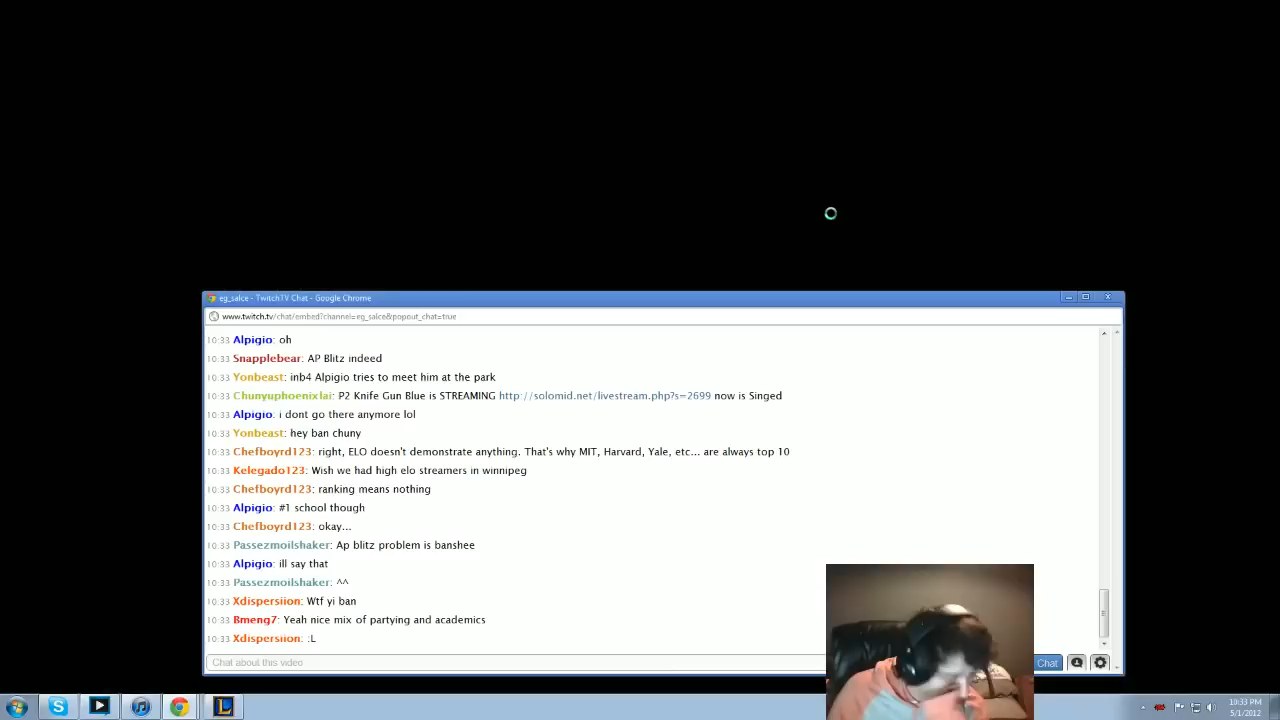 eg_salce - TwitchTV Chat - Google Chrome
www.twitch.tv/chat/embed?channel=eg_salce&popout_chat=true
10:33 Alpigio: oh
10:33 Snapplebear: AP Blitz indeed
10:33 Yonbeast: inb4 Alpigio tries to meet him at the park
10:33 Chunyuphoenixlai: P2 Knife Gun Blue is STREAMING http://solomid.net/livestream.php?s=2699 now is Singed
10:33 Alpigio: i dont go there anymore lol
10:33 Yonbeast: hey ban chuny
10:33 Chefboyrd123: right, ELO doesn't demonstrate anything. That's why MIT, Harvard, Yale, etc... are always top 10
10:33 Kelegado123: Wish we had high elo streamers in winnipeg
10:33 Chefboyrd123: ranking means nothing
10:33 Alpigio: #1 school though
10:33 Chefboyrd123: okay...
10:33 Passezmoilshaker: Ap blitz problem is banshee
10:33 Alpigio: ill say that
10:33 Passezmoilshaker: ^^
10:33 Xdispersiion: Wtf yi ban
10:33 Bmeng7: Yeah nice mix of partying and academics
10:33 Xdispersiion: :L
Chat about this video
Chat
10:33 PM
5/1/2012